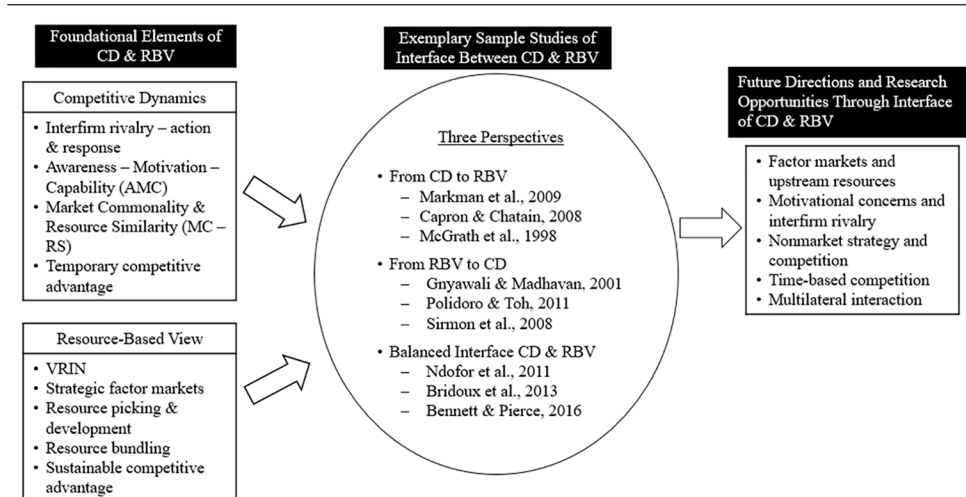 Foundational Elements of
CD & RBV
Competitive Dynamics
• Interfirm rivalry – action
& response
• Awareness – Motivation –
Capability (AMC)
• Market Commonality &
Resource Similarity (MC –
RS)
• Temporary competitive
advantage
Resource-Based View
• VRIN
• Strategic factor markets
• Resource picking &
development
• Resource bundling
• Sustainable competitive
advantage
Exemplary Sample Studies of
Interface Between CD & RBV
Three Perspectives
• From CD to RBV
– Markman et al., 2009
– Capron & Chatain, 2008
– McGrath et al., 1998
• From RBV to CD
– Gnyawali & Madhavan, 2001
– Polidoro & Toh, 2011
– Sirmon et al., 2008
• Balanced Interface CD & RBV
– Ndofor et al., 2011
– Bridoux et al., 2013
– Bennett & Pierce, 2016
Future Directions and Research
Opportunities Through Interface
of CD & RBV
• Factor markets and
upstream resources
• Motivational concerns and
interfirm rivalry
• Nonmarket strategy and
competition
• Time-based competition
• Multilateral interaction